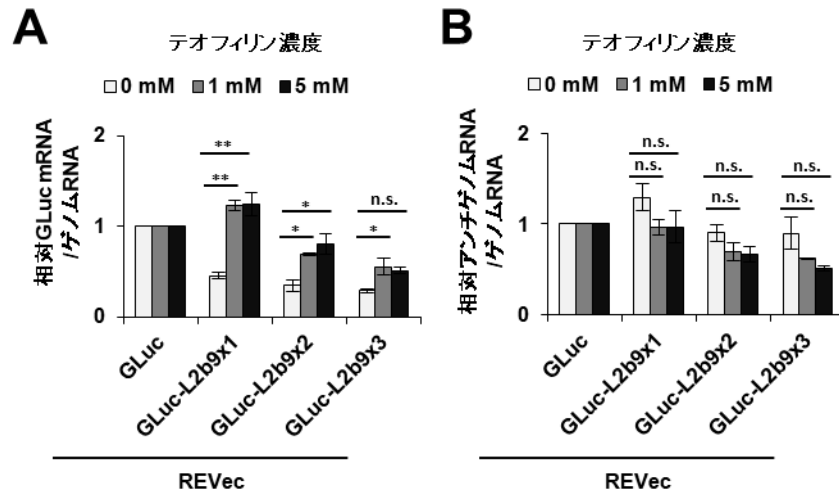 A
テオフィリン濃度
0 mM 1 mM 5 mM
相対GLuc mRNA
/ゲノムRNA
2
1
0
**
**
*
*
n.s.
*
GLuc
GLuc-L2b9x1
GLuc-L2b9x2
GLuc-L2b9x3
REVec
B
テオフィリン濃度
0 mM 1 mM 5 mM
相対アンチゲノムRNA
/ゲノムRNA
2
1
0
n.s.
n.s.
n.s.
n.s.
n.s.
n.s.
GLuc
GLuc-L2b9x1
GLuc-L2b9x2
GLuc-L2b9x3
REVec